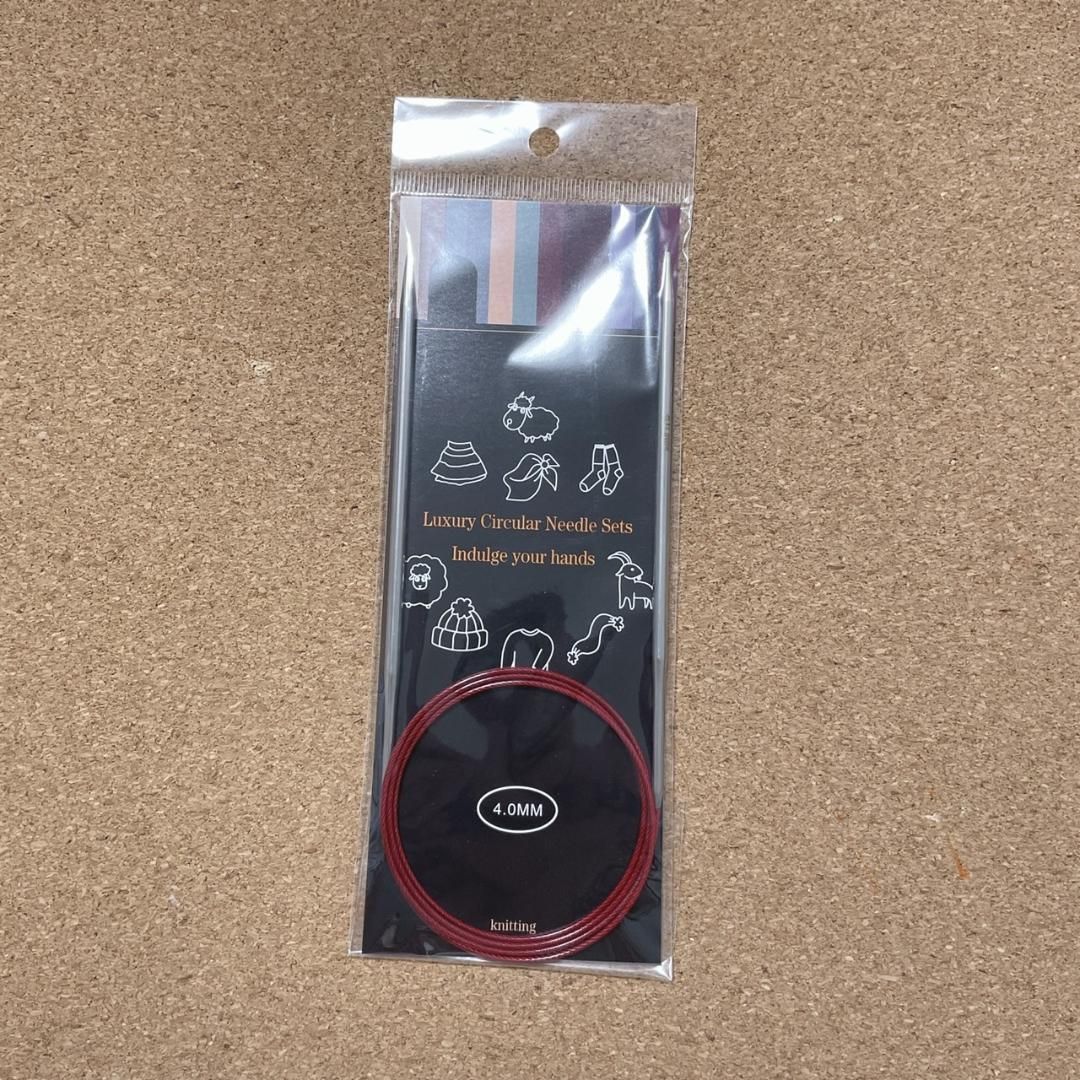 Luxury Circular Needle Sets
Indulge your hands
4.0MM
knitting